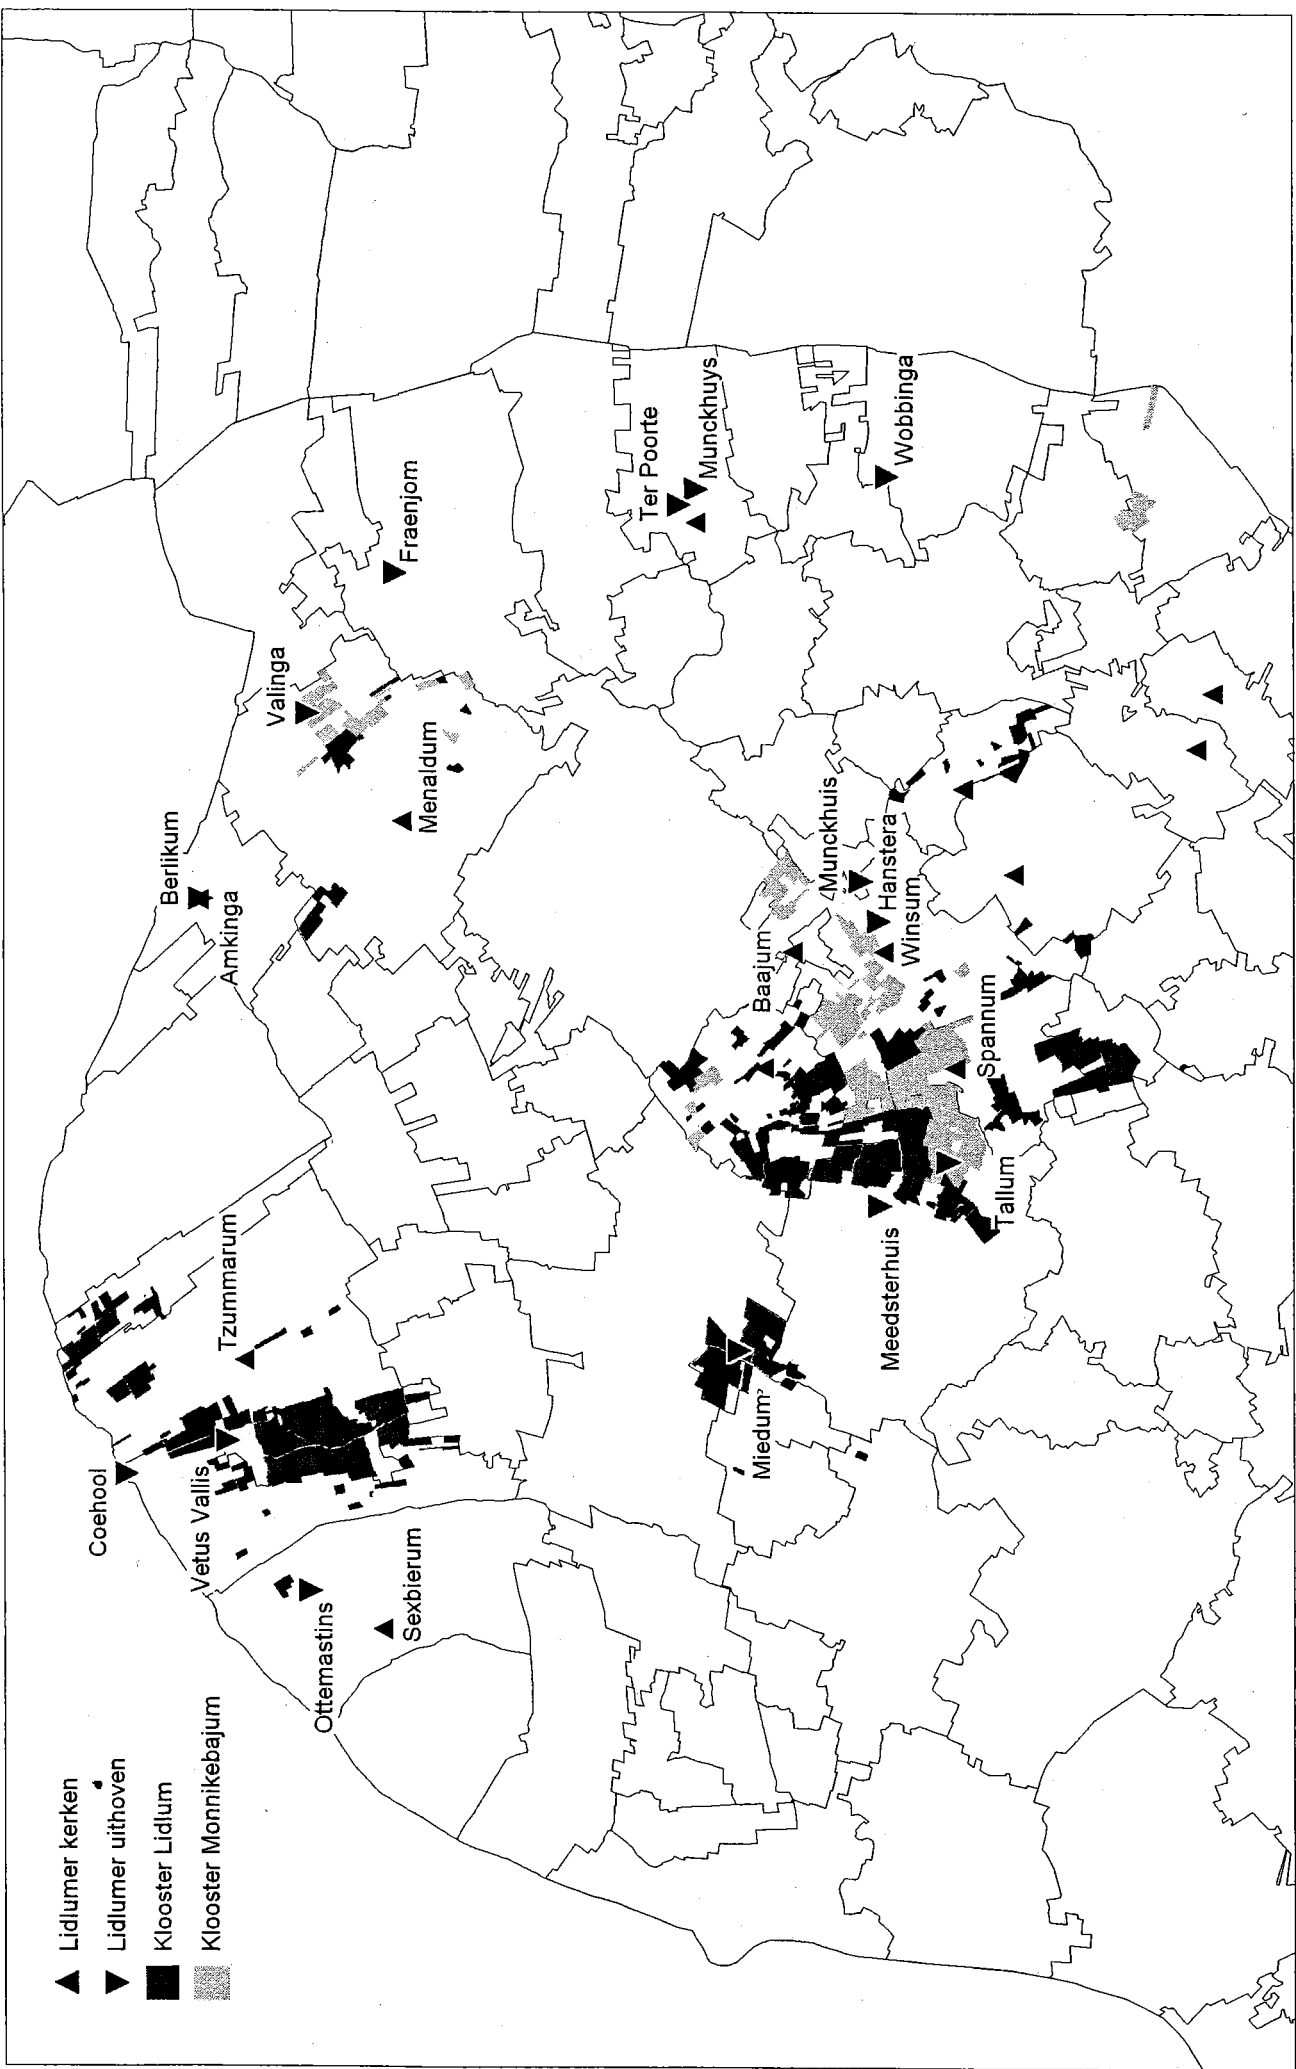 Lidlumer kerken
Lidlumer uithoven
Klooster Lidlum
Klooster Monnikebajum
Coehool
Vetus Vallis
Ottemastins
Sexbierum
Tzummarum
Berlikum
Amkinga
Valinga
Menaldum
Fraenjom
Ter Poorte
Munckhuys
Wobbinga
Miedum
Meedsterhuis
Tallum
Spannum
Baajum
Winsum
Hanstera
Munckhuis